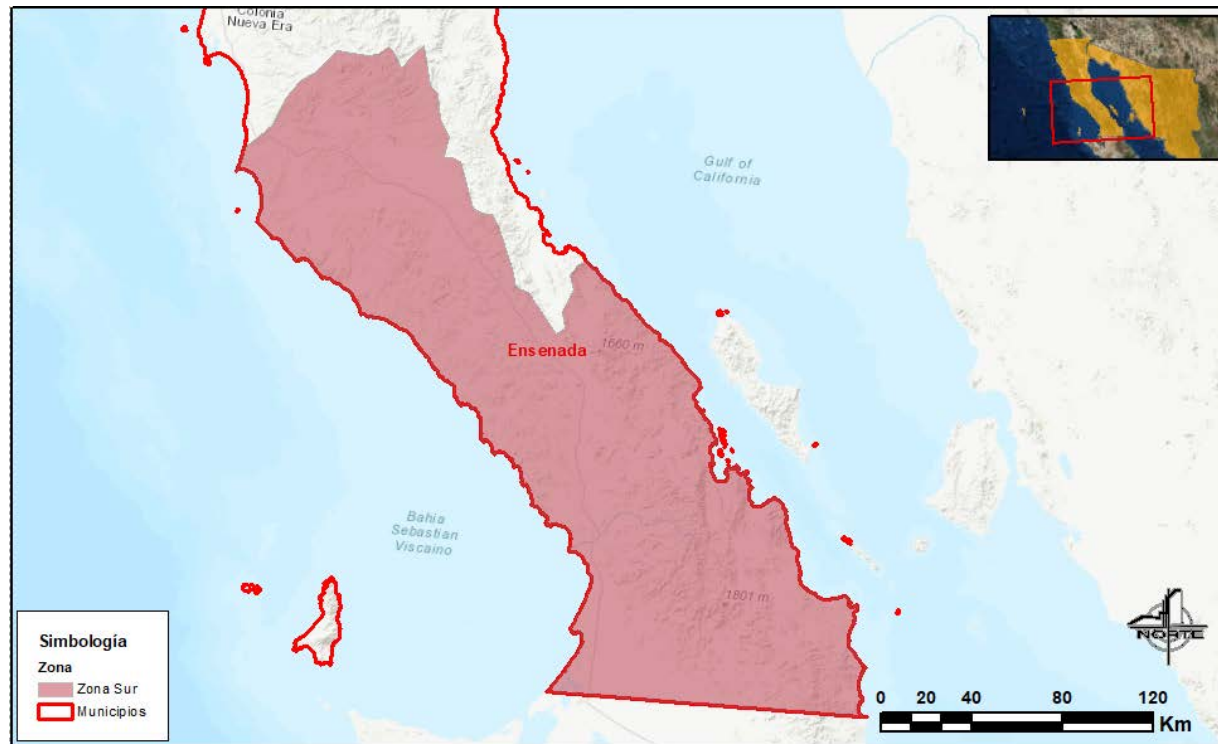 Colonia
Nueva Era
Gulf of
California
Ensenada
1660 m
Bahia
Sebastian
Viscaino
1801 m
Simbología
Zona
Zona Sur
Municipios
NORTE
0 20 40 80 120
Km